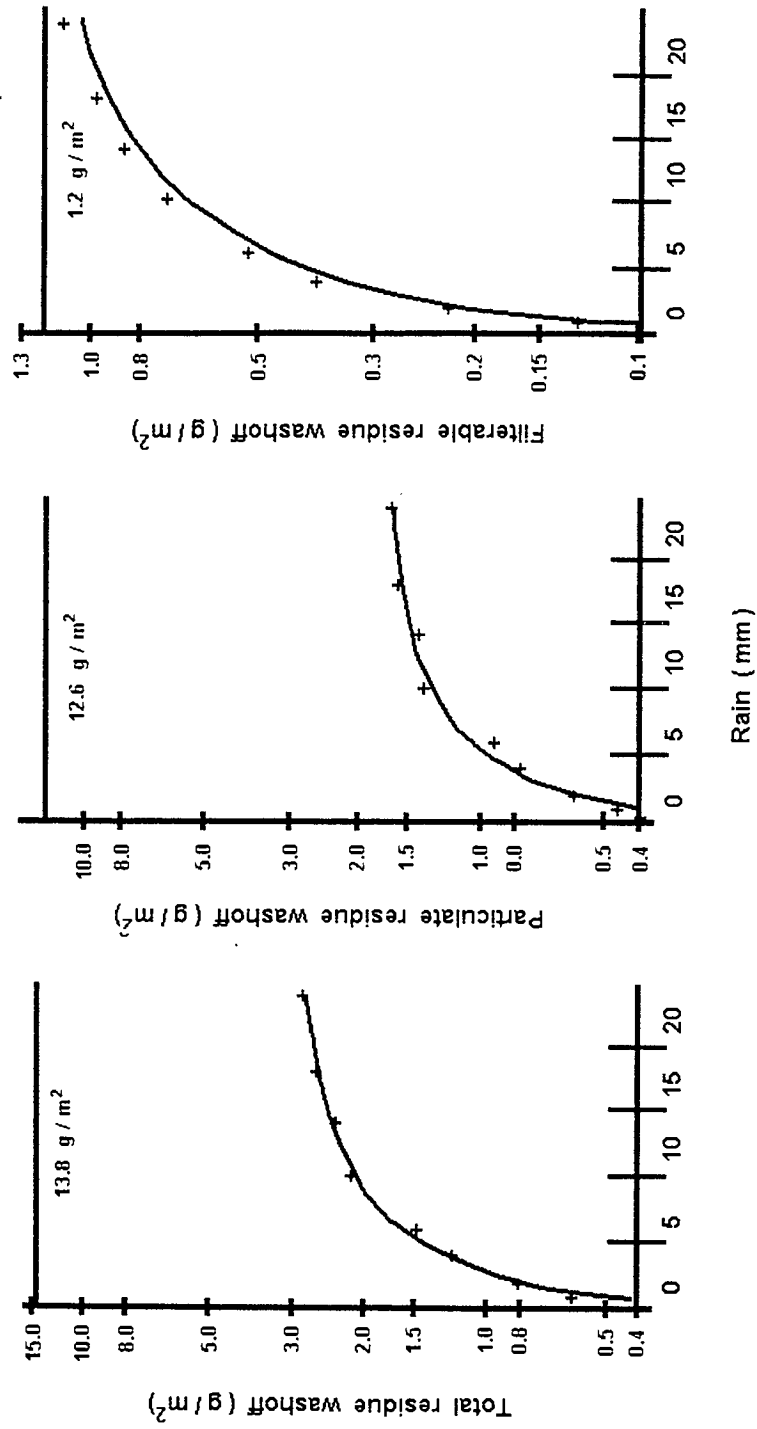 Total residue washoff ( g / m²)
15.0
10.0
8.0
5.0
3.0
2.0
1.5
1.0
0.8
0.5
0.4
13.8 g / m²
0 5 10 15 20
Particulate residue washoff ( g / m²)
10.0
8.0
5.0
3.0
2.0
1.5
1.0
0.0
0.5
0.4
12.6 g / m²
0 5 10 15 20
Rain ( mm )
Filterable residue washoff ( g / m²)
1.3
1.0
0.8
0.5
0.3
0.2
0.15
0.1
1.2 g / m²
0 5 10 15 20